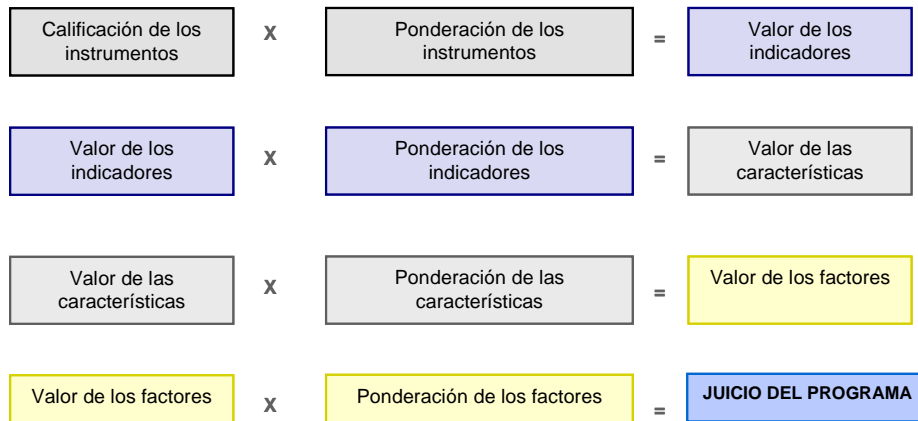 Calificación de los
instrumentos
X
Ponderación de los
instrumentos
=
Valor de los
indicadores
Valor de los
indicadores
X
Ponderación de los
indicadores
=
Valor de las
características
Valor de las
características
X
Ponderación de las
características
=
Valor de los factores
Valor de los factores
X
Ponderación de los factores
=
JUICIO DEL PROGRAMA